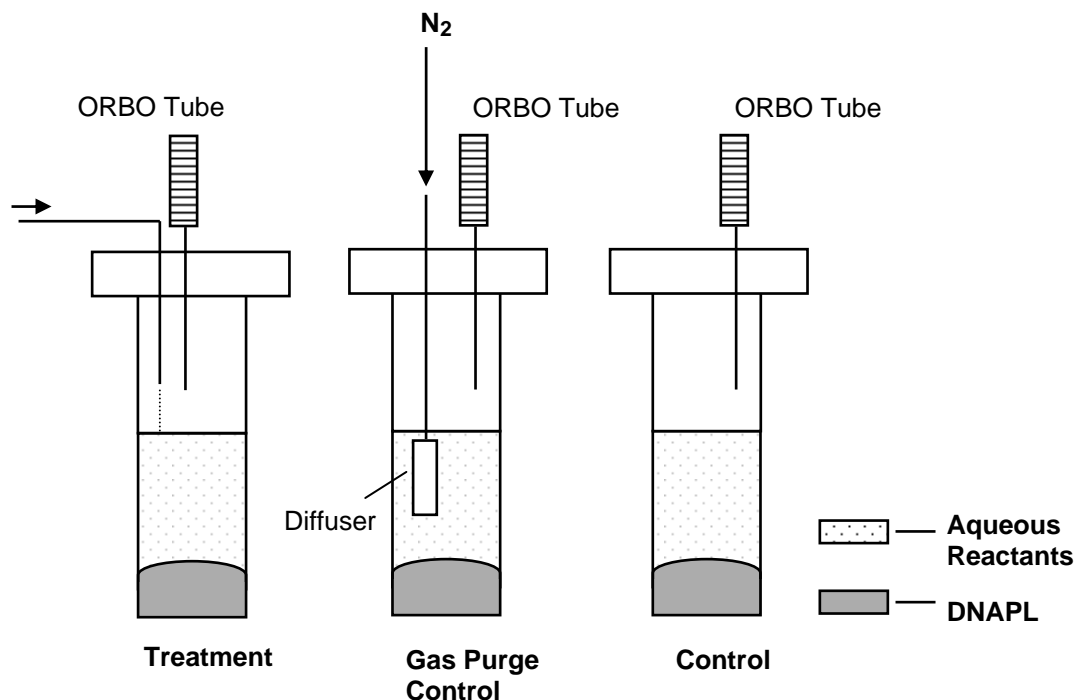 N2
ORBO Tube
ORBO Tube
ORBO Tube
Diffuser
Aqueous
Reactants
DNAPL
Treatment
Gas Purge
Control
Control